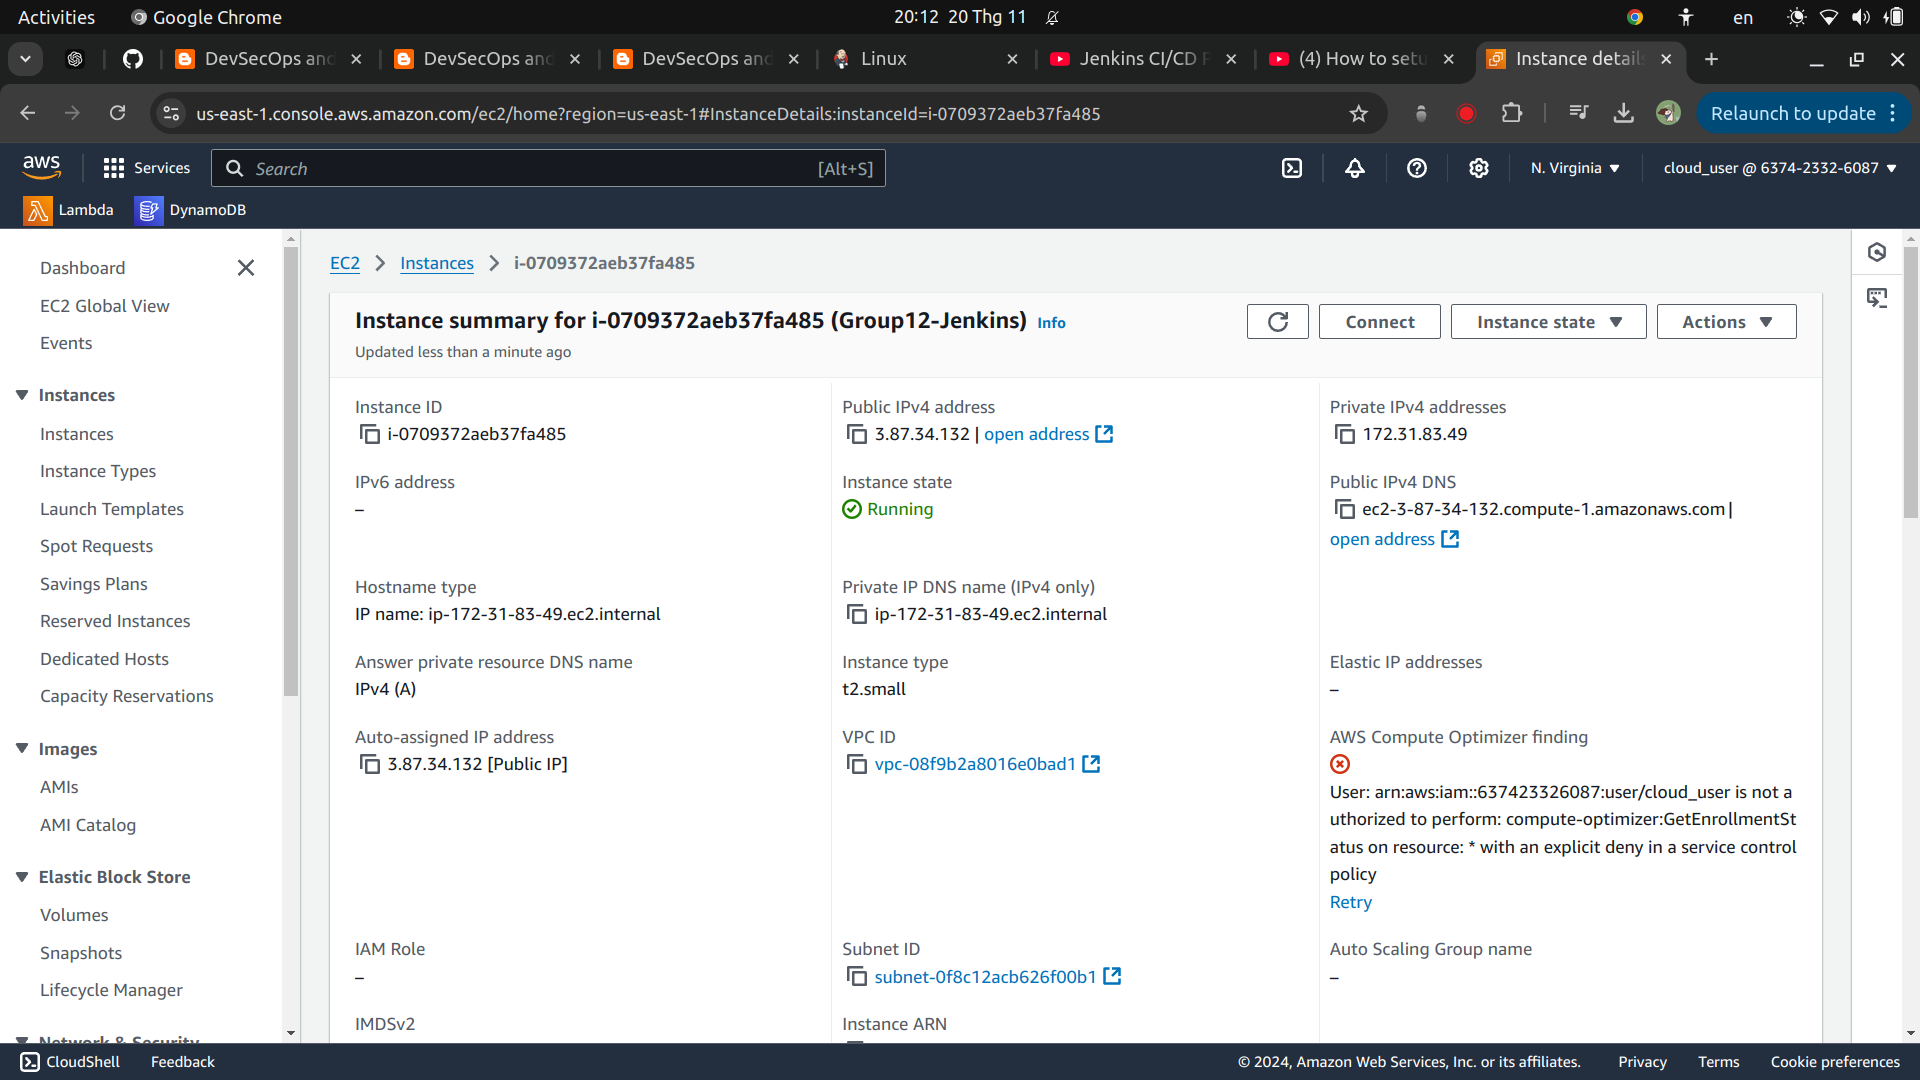 Activities
Google Chrome
20:12 20 Thg 11
en
DevSecOps and
DevSecOps and
DevSecOps and
Linux
Jenkins CI/CD P
(4) How to setu
Instance details
us-east-1.console.aws.amazon.com/ec2/home?region=us-east-1#InstanceDetails:instanceId=i-0709372aeb37fa485
Relaunch to update
aws
Services
Search
[Alt+S]
N. Virginia
cloud_user @ 6374-2332-6087
Lambda
DynamoDB
Dashboard
EC2 Global View
Events
Instances
Instances
Instance Types
Launch Templates
Spot Requests
Savings Plans
Reserved Instances
Dedicated Hosts
Capacity Reservations
Images
AMIs
AMI Catalog
Elastic Block Store
Volumes
Snapshots
Lifecycle Manager
Network & Security
EC2
Instances
i-0709372aeb37fa485
Instance summary for i-0709372aeb37fa485 (Group12-Jenkins) Info
Updated less than a minute ago
Connect
Instance state
Actions
Instance ID
i-0709372aeb37fa485
Public IPv4 address
3.87.34.132 | open address
Private IPv4 addresses
172.31.83.49
IPv6 address
–
Instance state
Running
Public IPv4 DNS
ec2-3-87-34-132.compute-1.amazonaws.com |
open address
Hostname type
IP name: ip-172-31-83-49.ec2.internal
Private IP DNS name (IPv4 only)
ip-172-31-83-49.ec2.internal
Answer private resource DNS name
IPv4 (A)
Instance type
t2.small
Elastic IP addresses
–
Auto-assigned IP address
3.87.34.132 [Public IP]
VPC ID
vpc-08f9b2a8016e0bad1
AWS Compute Optimizer finding
User: arn:aws:iam::637423326087:user/cloud_user is not a
uthorized to perform: compute-optimizer:GetEnrollmentSt
atus on resource: * with an explicit deny in a service control
policy
Retry
IAM Role
–
Subnet ID
subnet-0f8c12acb626f00b1
Auto Scaling Group name
–
IMDSv2
Instance ARN
CloudShell
Feedback
© 2024, Amazon Web Services, Inc. or its affiliates.
Privacy
Terms
Cookie preferences